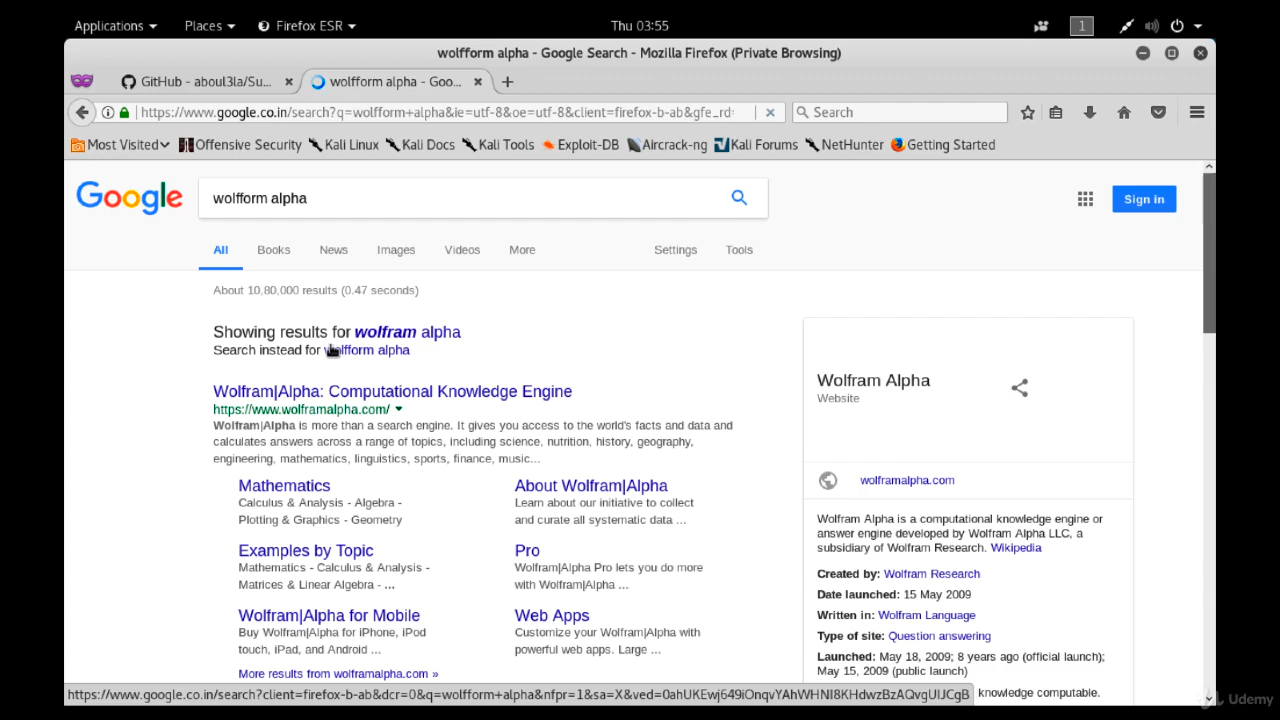 Applications Places Firefox ESR Thu 03:55 1
wolfform alpha - Google Search - Mozilla Firefox (Private Browsing)
GitHub - aboul3la/Su... wolfform alpha - Goo...
https://www.google.co.in/search?q=wolfform+alpha&ie=utf-8&oe=utf-8&client=firefox-b-ab&gfe_rd= Search
Most Visited Offensive Security Kali Linux Kali Docs Kali Tools Exploit-DB Aircrack-ng Kali Forums NetHunter Getting Started
Google wolfform alpha Sign in
All Books News Images Videos More Settings Tools
About 10,80,000 results (0.47 seconds)
Showing results for wolfram alpha
Search instead for wolfform alpha
Wolfram|Alpha: Computational Knowledge Engine
https://www.wolframalpha.com/
Wolfram|Alpha is more than a search engine. It gives you access to the world's facts and data and
calculates answers across a range of topics, including science, nutrition, history, geography,
engineering, mathematics, linguistics, sports, finance, music...
Mathematics
Calculus & Analysis - Algebra -
Plotting & Graphics - Geometry
About Wolfram|Alpha
Learn about our initiative to collect
and curate all systematic data ...
Examples by Topic
Mathematics - Calculus & Analysis -
Matrices & Linear Algebra - ...
Pro
Wolfram|Alpha Pro lets you do more
with Wolfram|Alpha ...
Wolfram|Alpha for Mobile
Buy Wolfram|Alpha for iPhone, iPod
touch, iPad, and Android ...
Web Apps
Customize your Wolfram|Alpha with
powerful web apps. Large ...
More results from wolframalpha.com »
Wolfram Alpha
Website
wolframalpha.com
Wolfram Alpha is a computational knowledge engine or
answer engine developed by Wolfram Alpha LLC, a
subsidiary of Wolfram Research. Wikipedia
Created by: Wolfram Research
Date launched: 15 May 2009
Written in: Wolfram Language
Type of site: Question answering
Launched: May 18, 2009; 8 years ago (official launch);
May 15, 2009 (public launch)
knowledge computable.
https://www.google.co.in/search?client=firefox-b-ab&dcr=0&q=wolfform+alpha&nfpr=1&sa=X&ved=0ahUKEwj649iOnqvYAhWHNI8KHdwzBzAQvgUIJCgB
Udemy